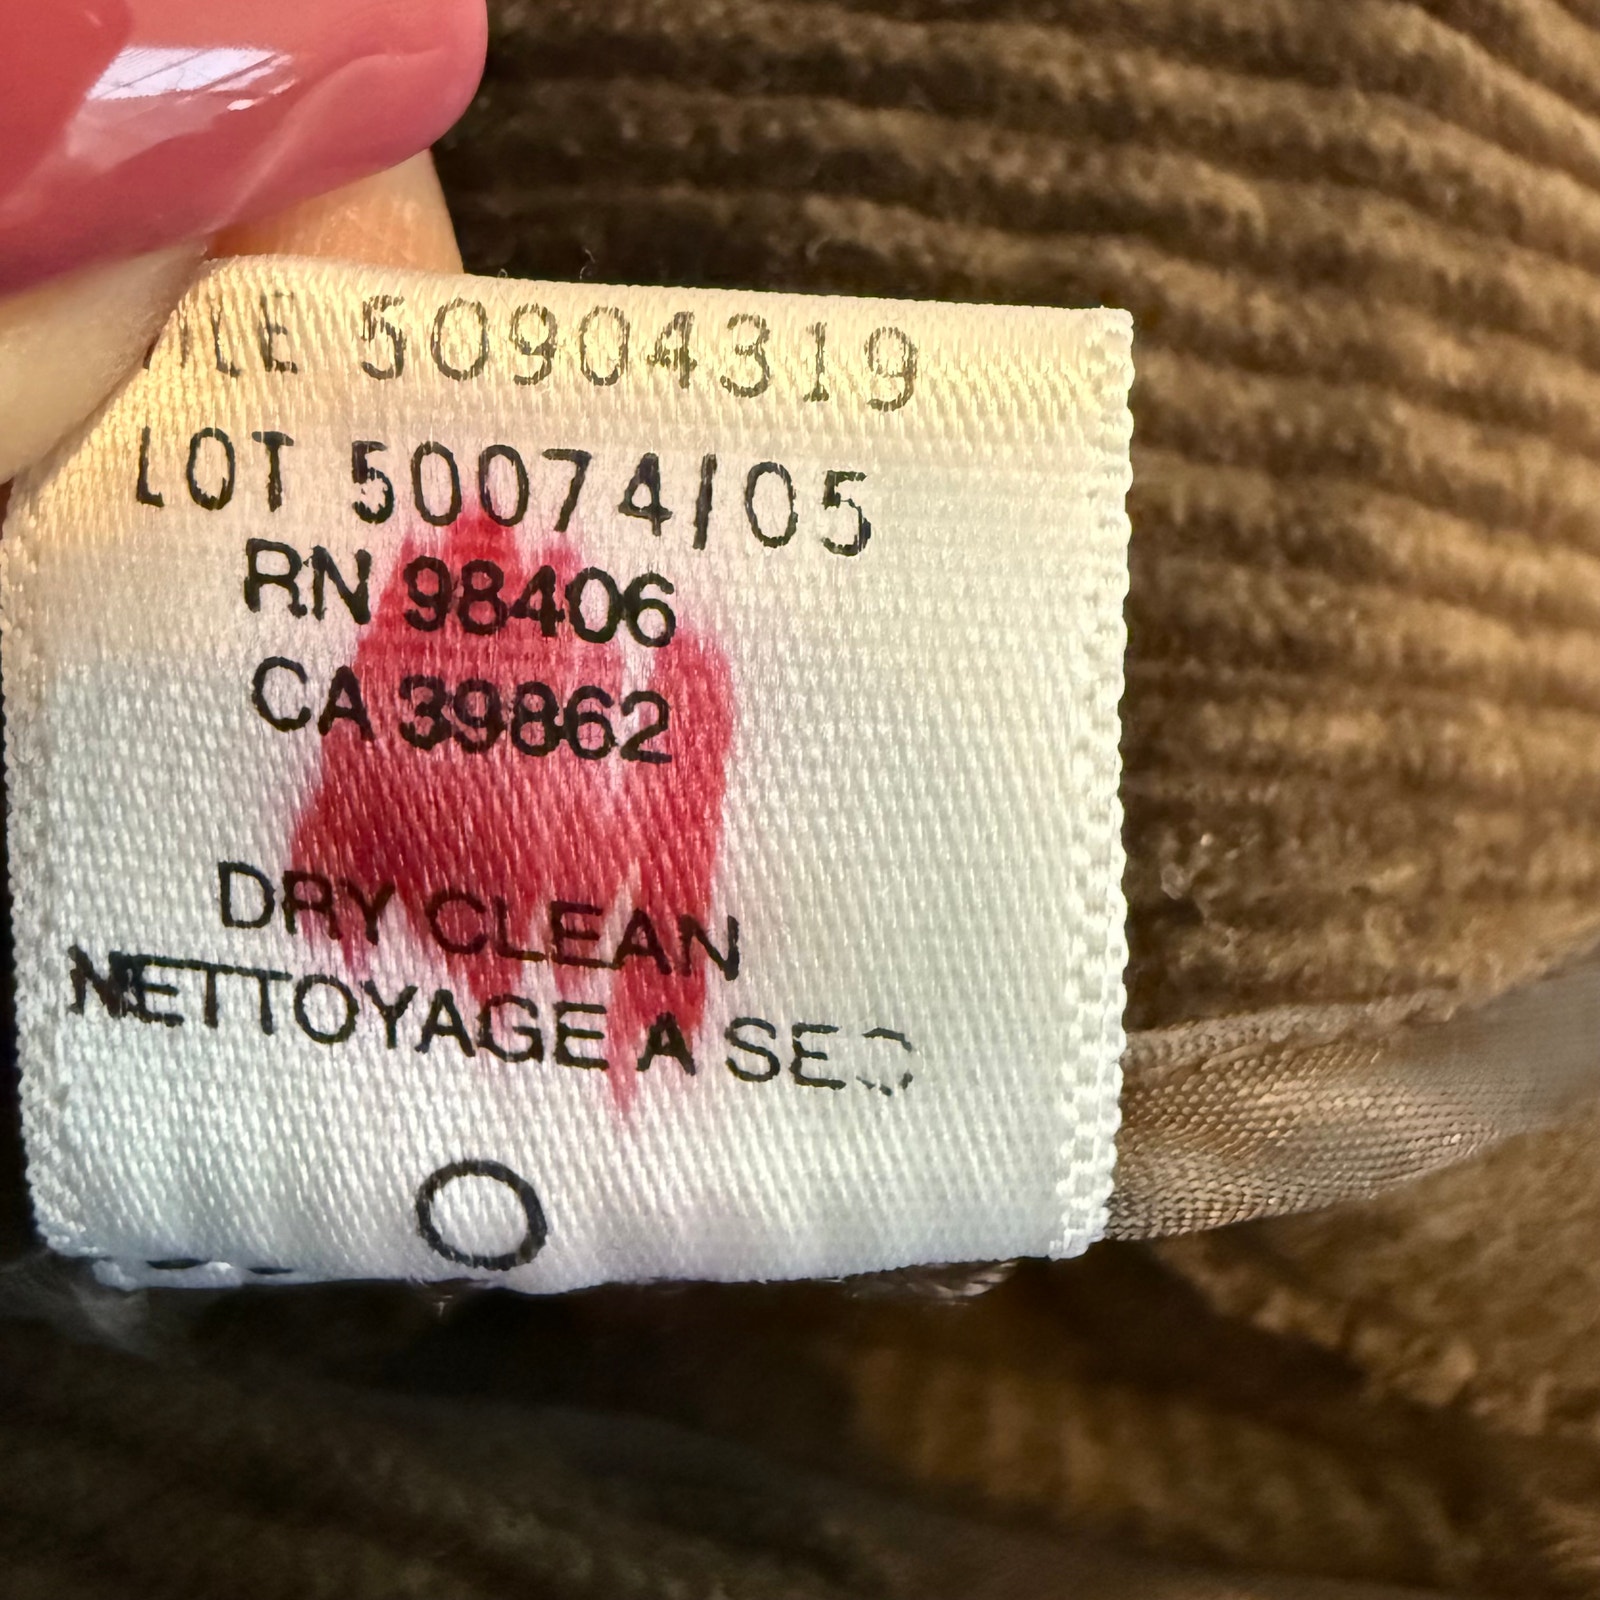 50904319
LOT 50074/05
RN 98406
CA 39862
DRY CLEAN
NETTOYAGE A SEC